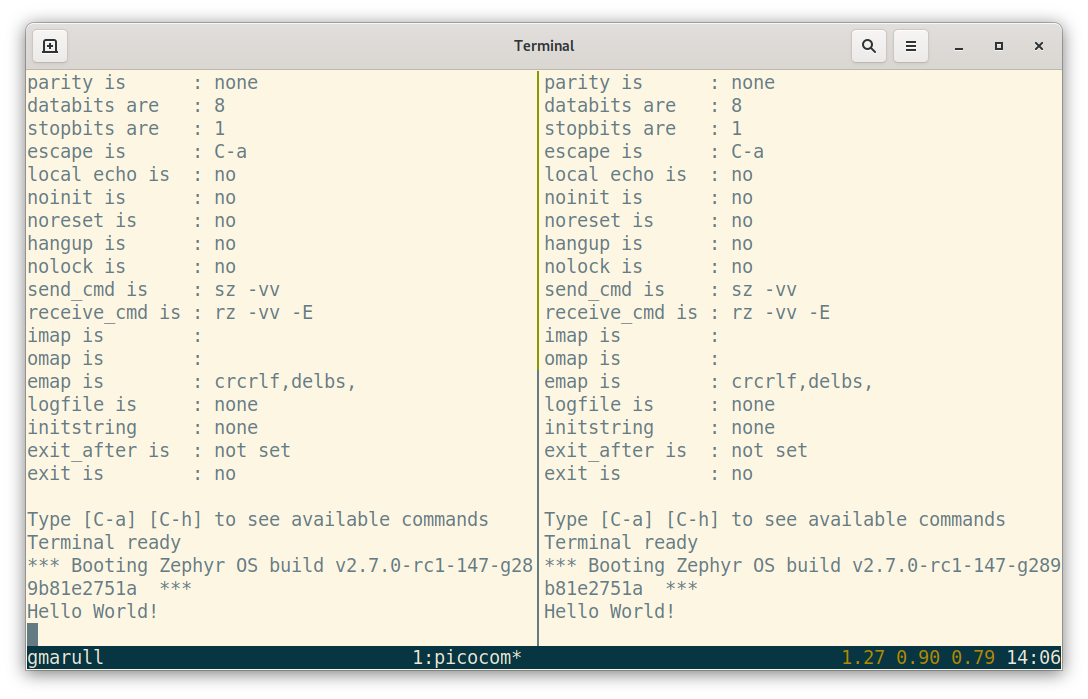 Terminal
parity is      : none
databits are   : 8
stopbits are   : 1
escape is      : C-a
local echo is  : no
noinit is      : no
noreset is     : no
hangup is      : no
nolock is      : no
send_cmd is    : sz -vv
receive_cmd is : rz -vv -E
imap is        :
omap is        :
emap is        : crcrlf,delbs,
logfile is     : none
initstring     : none
exit_after is  : not set
exit is        : no
Type [C-a] [C-h] to see available commands
Terminal ready
*** Booting Zephyr OS build v2.7.0-rc1-147-g28
9b81e2751a  ***
Hello World!
parity is      : none
databits are   : 8
stopbits are   : 1
escape is      : C-a
local echo is  : no
noinit is      : no
noreset is     : no
hangup is      : no
nolock is      : no
send_cmd is    : sz -vv
receive_cmd is : rz -vv -E
imap is        :
omap is        :
emap is        : crcrlf,delbs,
logfile is     : none
initstring     : none
exit_after is  : not set
exit is        : no
Type [C-a] [C-h] to see available commands
Terminal ready
*** Booting Zephyr OS build v2.7.0-rc1-147-g289
b81e2751a  ***
Hello World!
gmarull 1:picocom* 1.27 0.90 0.79 14:06